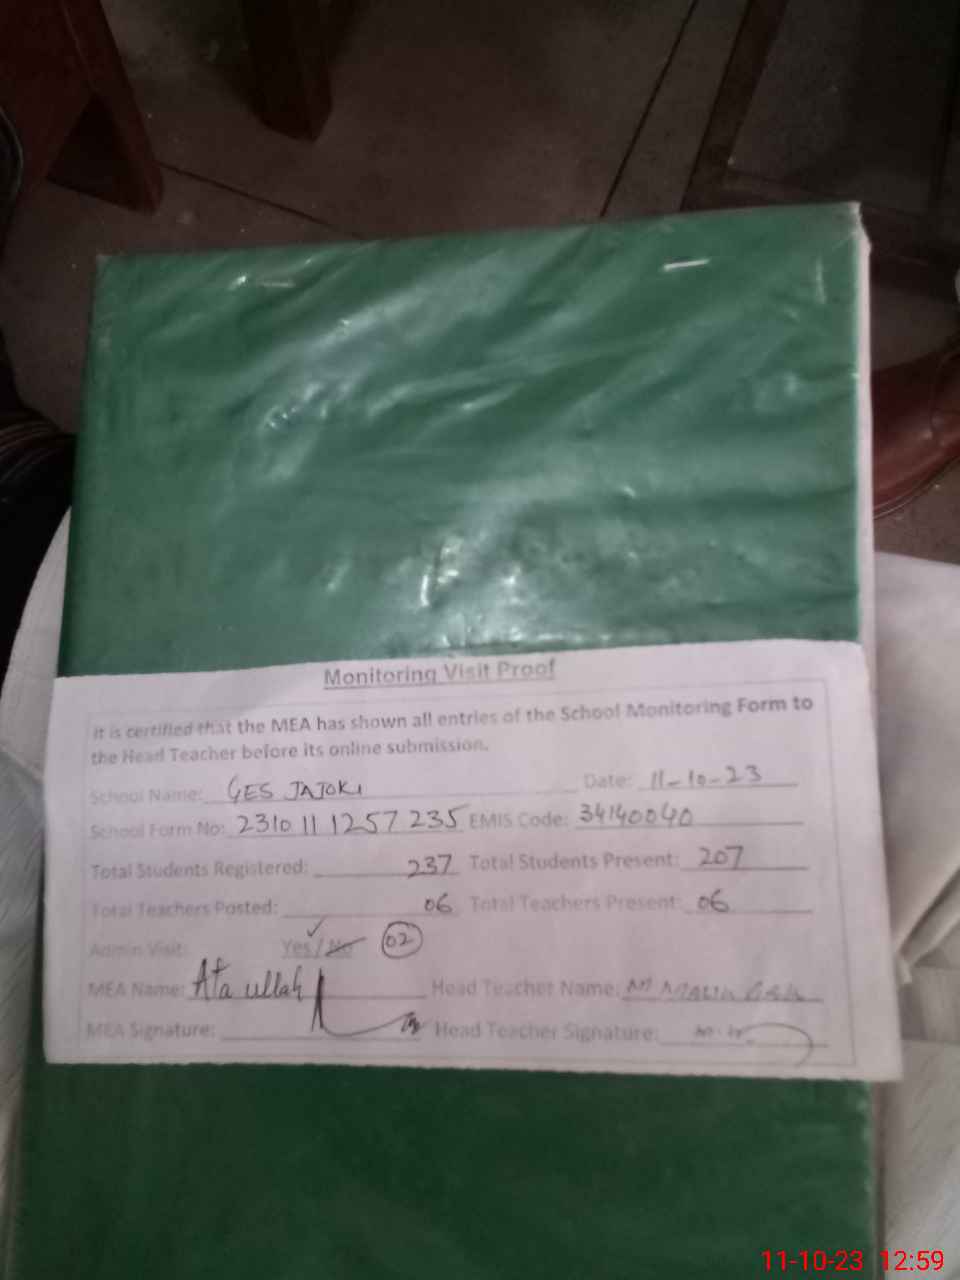 Monitoring Visit Proof
It is certified that the MEA has shown all entries of the School Monitoring Form to
the Head Teacher before its online submission.
School Name: GES JAJOKI Date: 11-10-23
School Form No: 2310 11 1257 235 EMIS Code: 34140040
Total Students Registered: 237 Total Students Present: 207
Total Teachers Posted: 06 Total Teachers Present: 06
Admin Visit: Yes/No 02
MEA Name: Ata ullah Head Teacher Name:
MEA Signature: Head Teacher Signature:
11-10-23 12:59